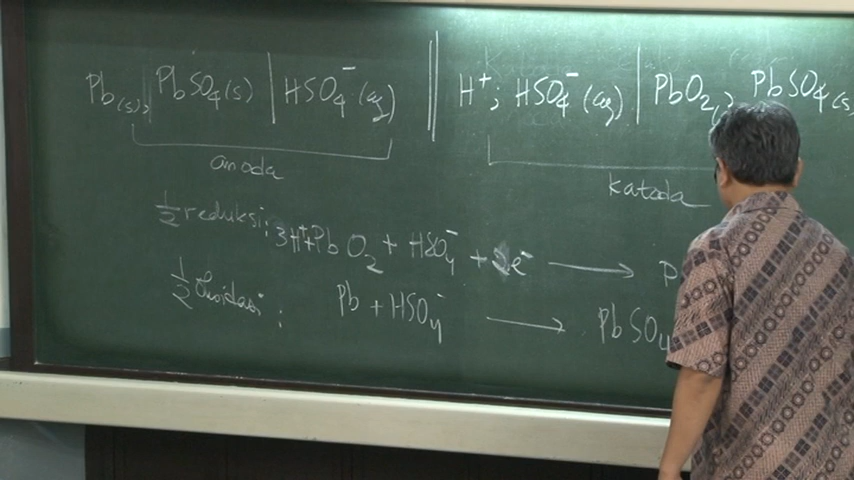 Pb(s), | PbSO₄(s) | HSO₄⁻(aq) || H⁺; HSO₄⁻(aq) | PbO₂, PbSO₄(s
anoda katoda
½ reduksi: 3H⁺+PbO₂ + HSO₄⁻ + 2e⁻ ⟶ P
½ Oksidasi : Pb + HSO₄⁻ ⟶ PbSO₄